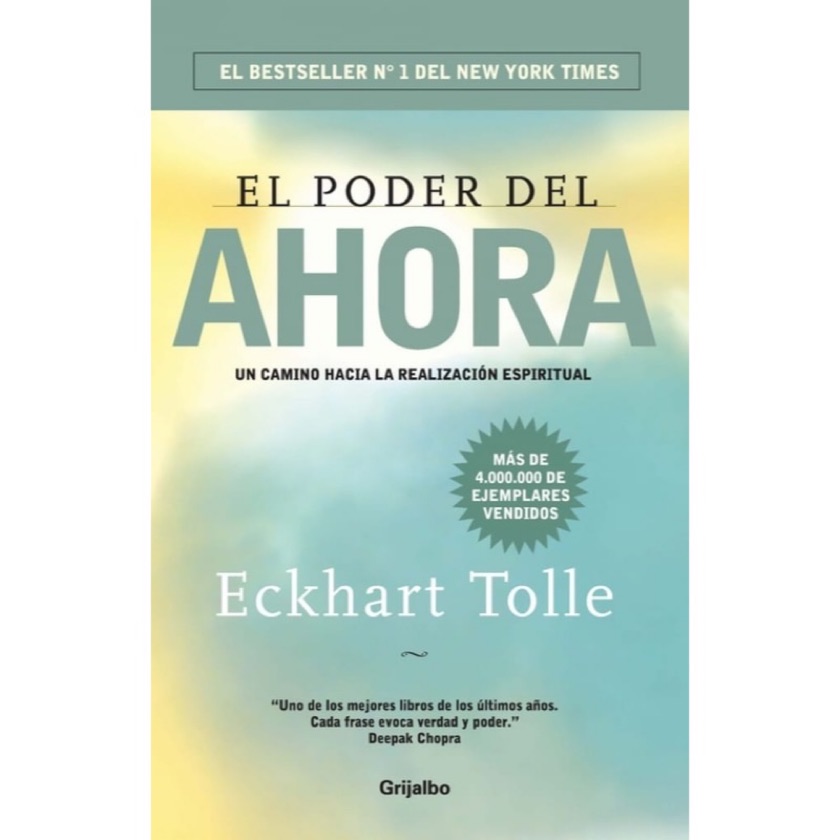 EL BESTSELLER N° 1 DEL NEW YORK TIMES
EL PODER DEL
AHORA
UN CAMINO HACIA LA REALIZACIÓN ESPIRITUAL
MÁS DE
4.000.000 DE
EJEMPLARES
VENDIDOS
Eckhart Tolle
“Uno de los mejores libros de los últimos años.
Cada frase evoca verdad y poder.”
Deepak Chopra
Grijalbo